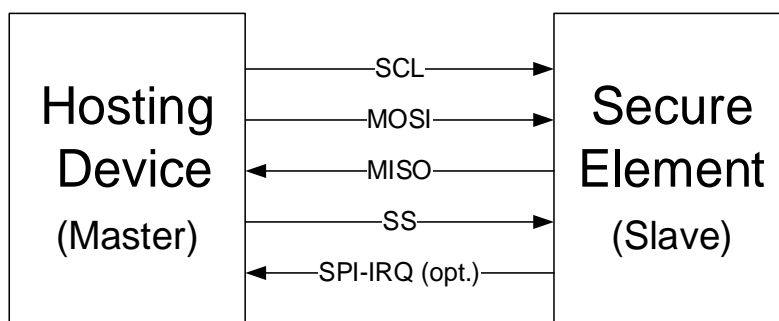 Hosting
Device
(Master)
SCL
MOSI
MISO
SS
SPI-IRQ (opt.)
Secure
Element
(Slave)